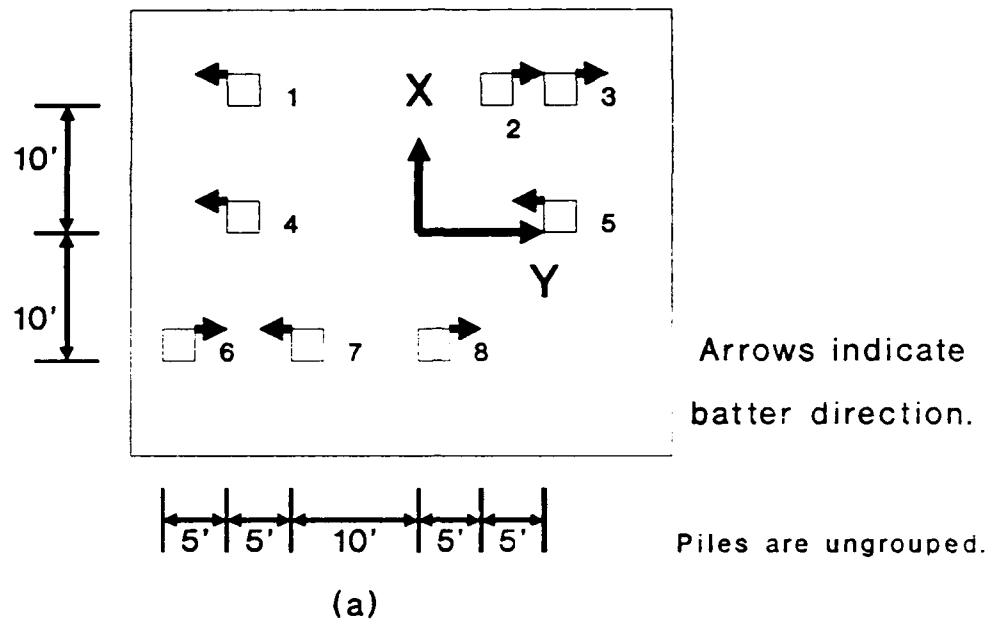 1
X
2
3
10'
4
5
Y
10'
6
7
8
Arrows indicate
batter direction.
5'
5'
10'
5'
5'
Piles are ungrouped.
(a)